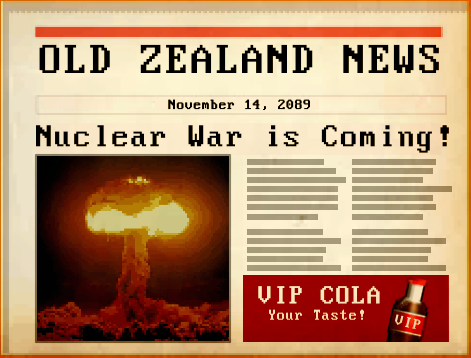 OLD ZEALAND NEWS
November 14, 2089
Nuclear War is Coming!
VIP COLA
Your Taste!
VIP